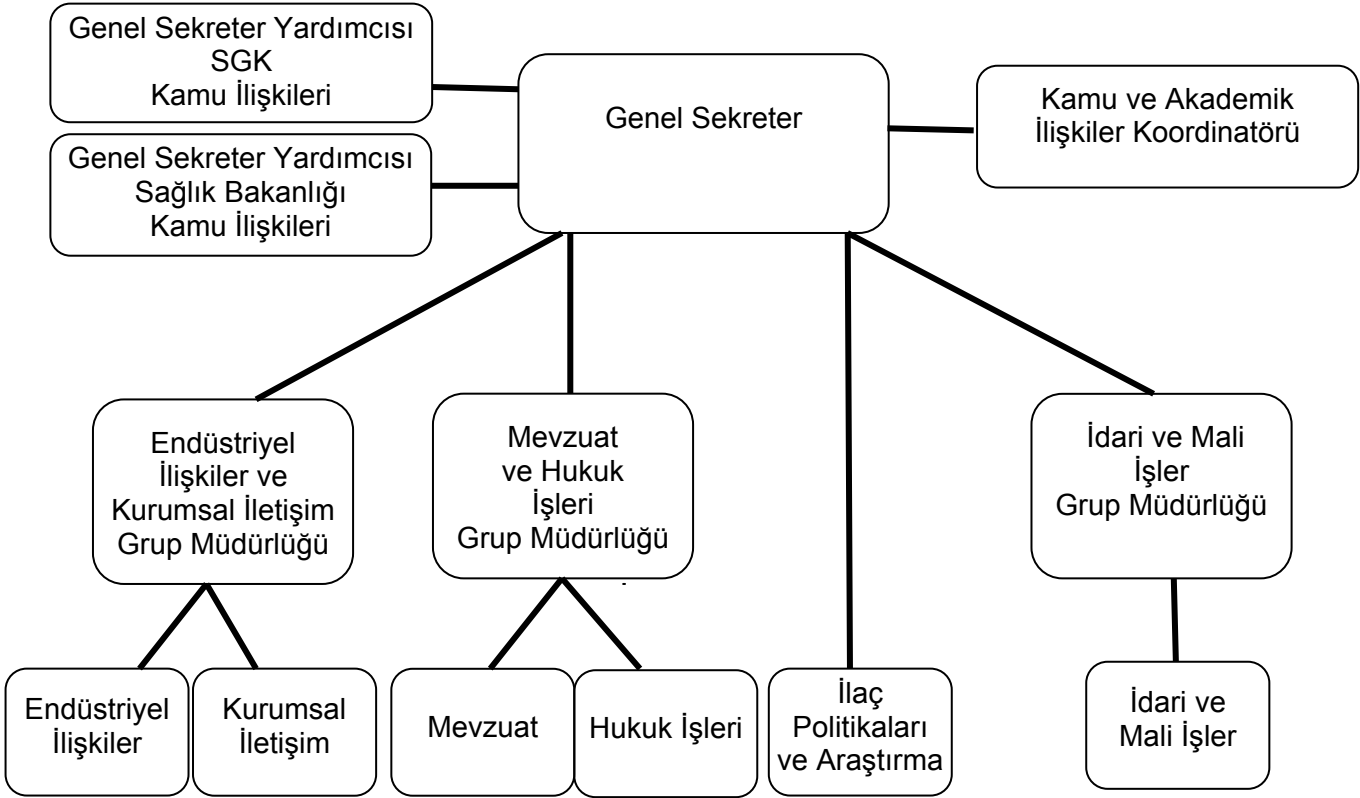 Genel Sekreter Yardımcısı
SGK
Kamu İlişkileri
Genel Sekreter Yardımcısı
Sağlık Bakanlığı
Kamu İlişkileri
Genel Sekreter
Kamu ve Akademik
İlişkiler Koordinatörü
Endüstriyel
İlişkiler ve
Kurumsal İletişim
Grup Müdürlüğü
Mevzuat
ve Hukuk
İşleri
Grup Müdürlüğü
İdari ve Mali
İşler
Grup Müdürlüğü
Endüstriyel
İlişkiler
Kurumsal
İletişim
Mevzuat
Hukuk İşleri
İlaç
Politikaları
ve Araştırma
İdari ve
Mali İşler